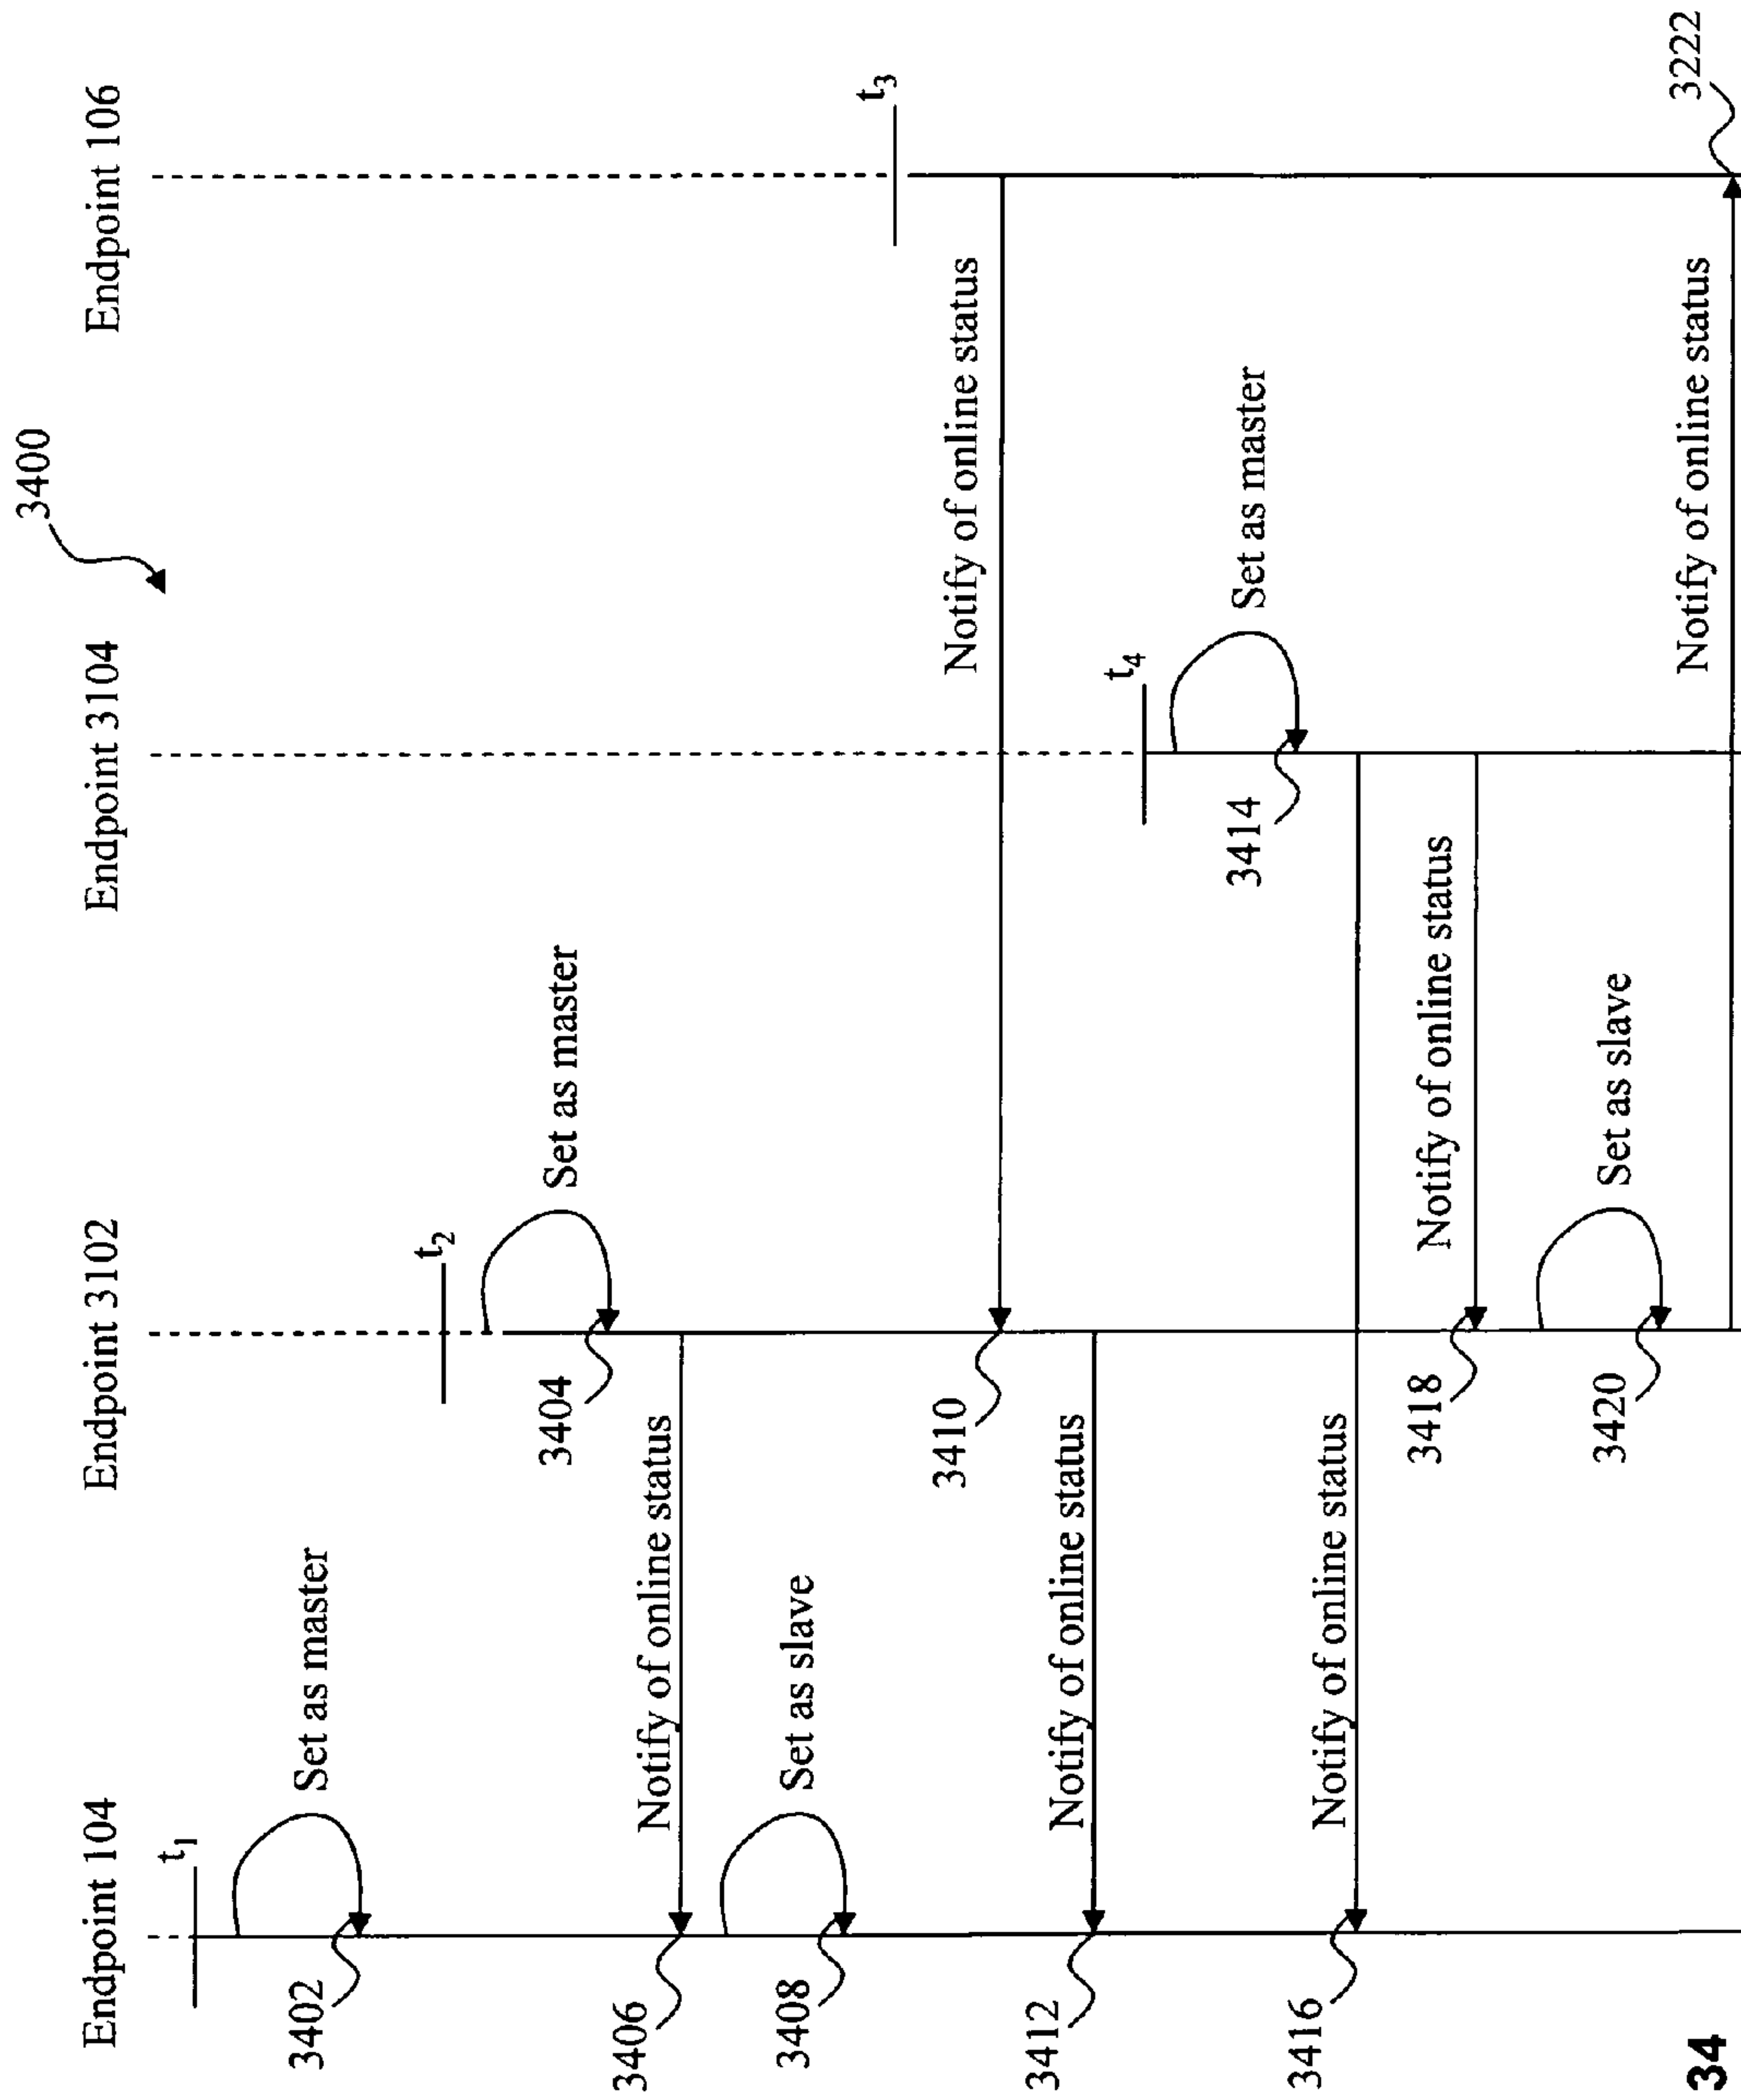 3400
Endpoint 104
Endpoint 3102
Endpoint 3104
Endpoint 106
t1
Set as master
3402
t2
Set as master
3404
Notify of online status
3406
Set as slave
3408
t3
Notify of online status
3410
Notify of online status
3412
t4
Set as master
3414
Notify of online status
3416
Notify of online status
3418
Set as slave
3420
Notify of online status
3222
34